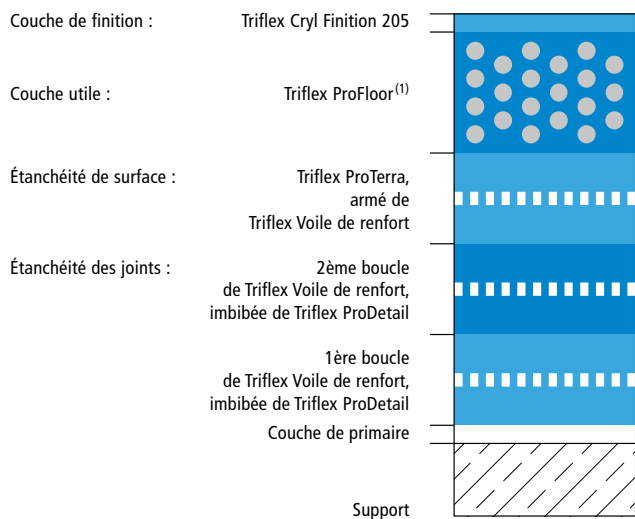 Couche de finition : Triflex Cryl Finition 205
Couche utile : Triflex ProFloor(1)
Étanchéité de surface : Triflex ProTerra,
armé de
Triflex Voile de renfort
Étanchéité des joints : 2ème boucle
de Triflex Voile de renfort,
imbibée de Triflex ProDetail
1ère boucle
de Triflex Voile de renfort,
imbibée de Triflex ProDetail
Couche de primaire
Support